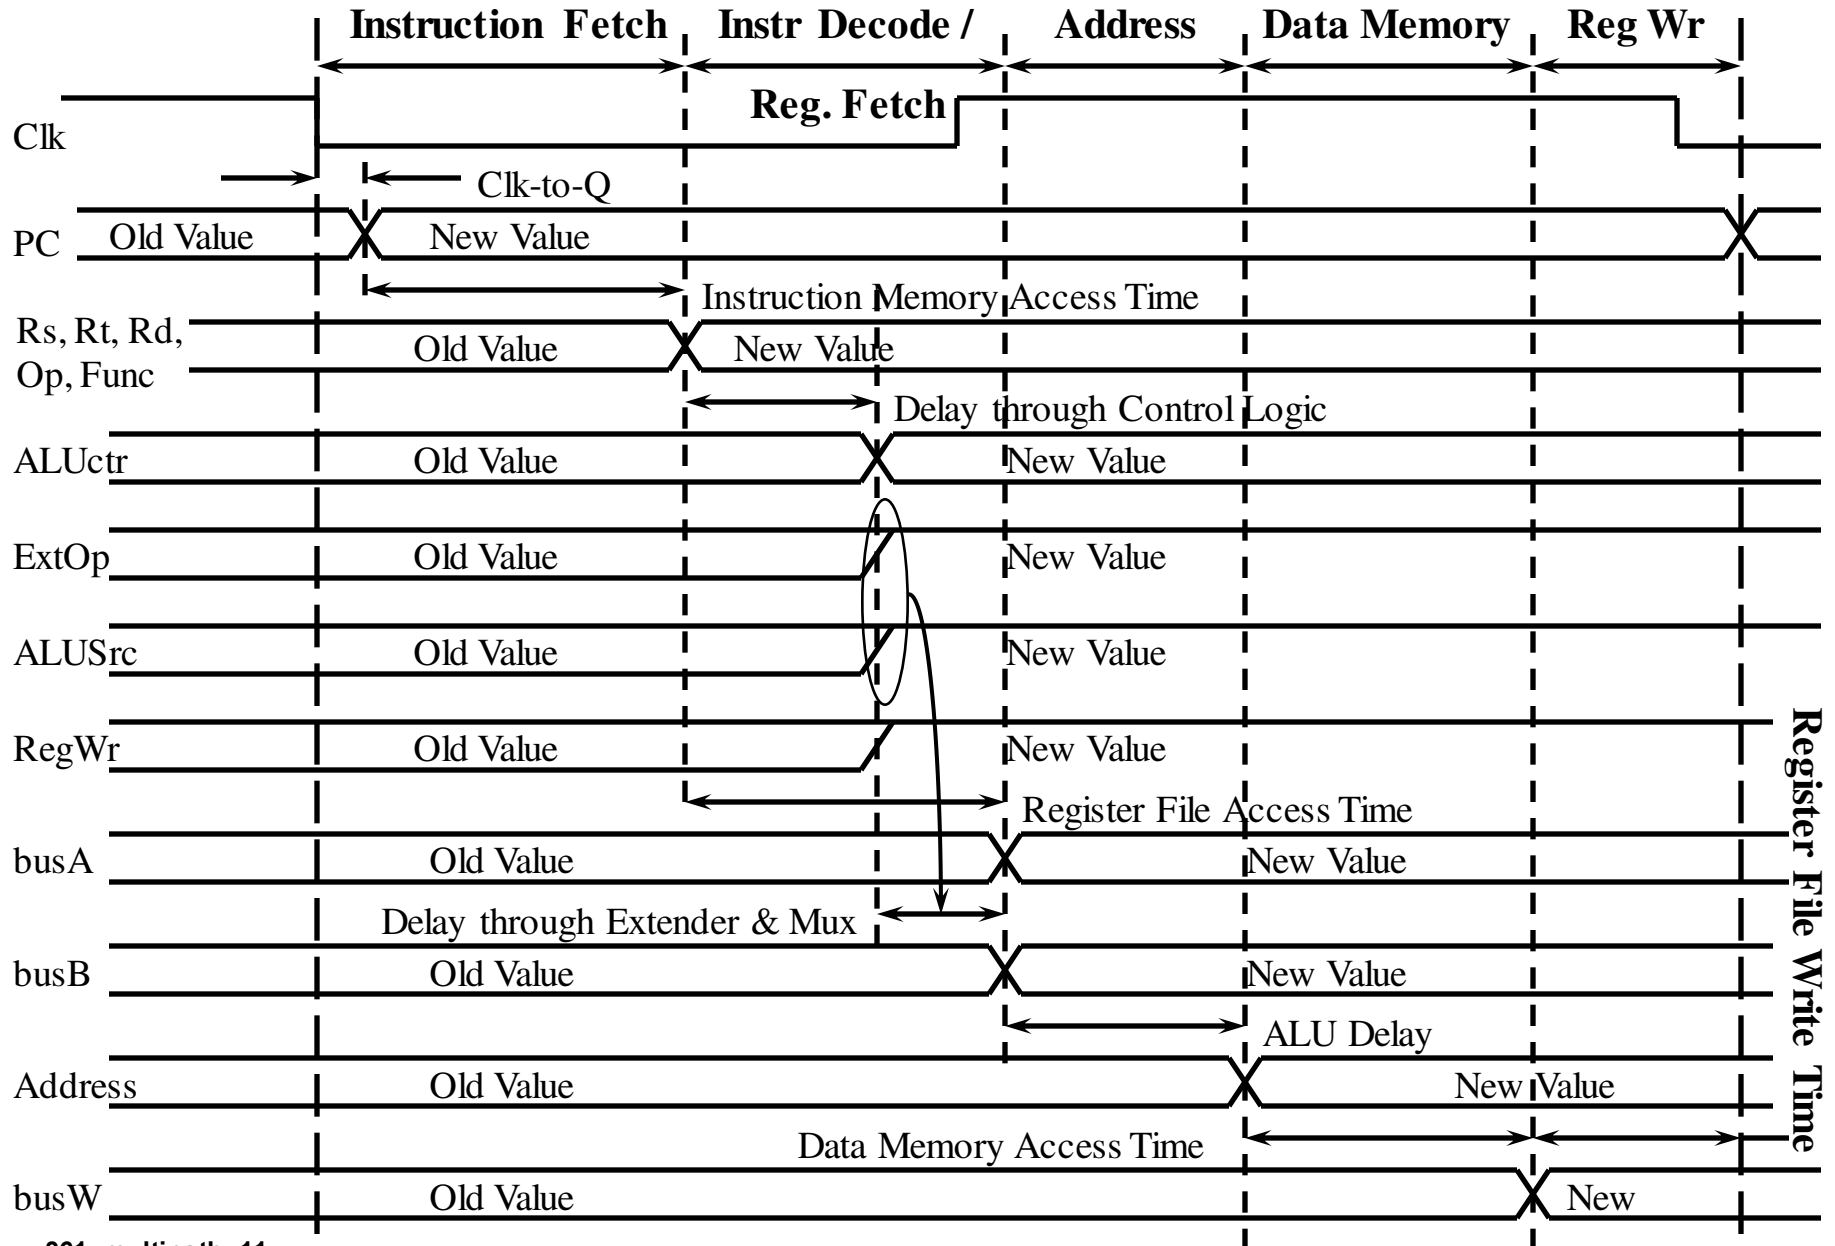 Instruction Fetch
Instr Decode /
Address
Data Memory
Reg Wr
Reg. Fetch
Clk
Clk-to-Q
PC
Old Value
New Value
Instruction Memory Access Time
Rs, Rt, Rd,
Op, Func
Old Value
New Value
Delay through Control Logic
ALUctr
Old Value
New Value
ExtOp
Old Value
New Value
ALUSrc
Old Value
New Value
RegWr
Old Value
New Value
Register File Access Time
busA
Old Value
New Value
Delay through Extender & Mux
busB
Old Value
New Value
ALU Delay
Address
Old Value
New Value
Data Memory Access Time
busW
Old Value
New
Register File Write Time